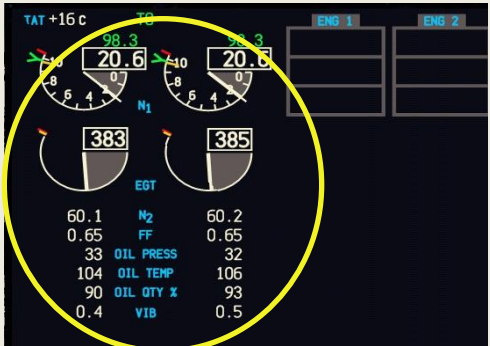 TAT +16 C TO ENG 1 ENG 2
98.3 98.3
20.6 20.6
10 8 6 4 2 0 10 8 6 4 2 0
N1
383 385
EGT
60.1 N2 60.2
0.65 FF 0.65
33 OIL PRESS 32
104 OIL TEMP 106
90 OIL QTY % 93
0.4 VIB 0.5